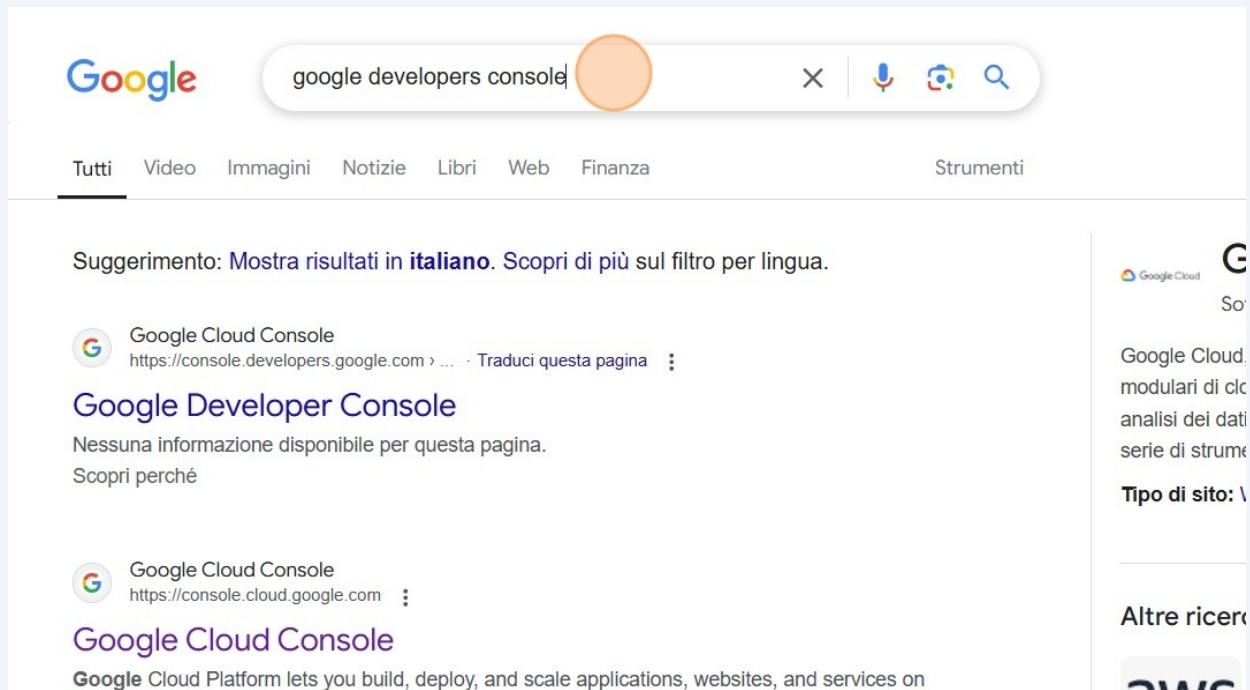 Google
google developers console
Tutti Video Immagini Notizie Libri Web Finanza Strumenti
Suggerimento: Mostra risultati in italiano. Scopri di più sul filtro per lingua.
Google Cloud Console
https://console.developers.google.com › ... · Traduci questa pagina
Google Developer Console
Nessuna informazione disponibile per questa pagina.
Scopri perché
Google Cloud Console
https://console.cloud.google.com
Google Cloud Console
Google Cloud Platform lets you build, deploy, and scale applications, websites, and services on
Google Cloud
Google Cloud,
modulari di
analisi dei dati
serie di
Tipo di sito:
Altre
aws